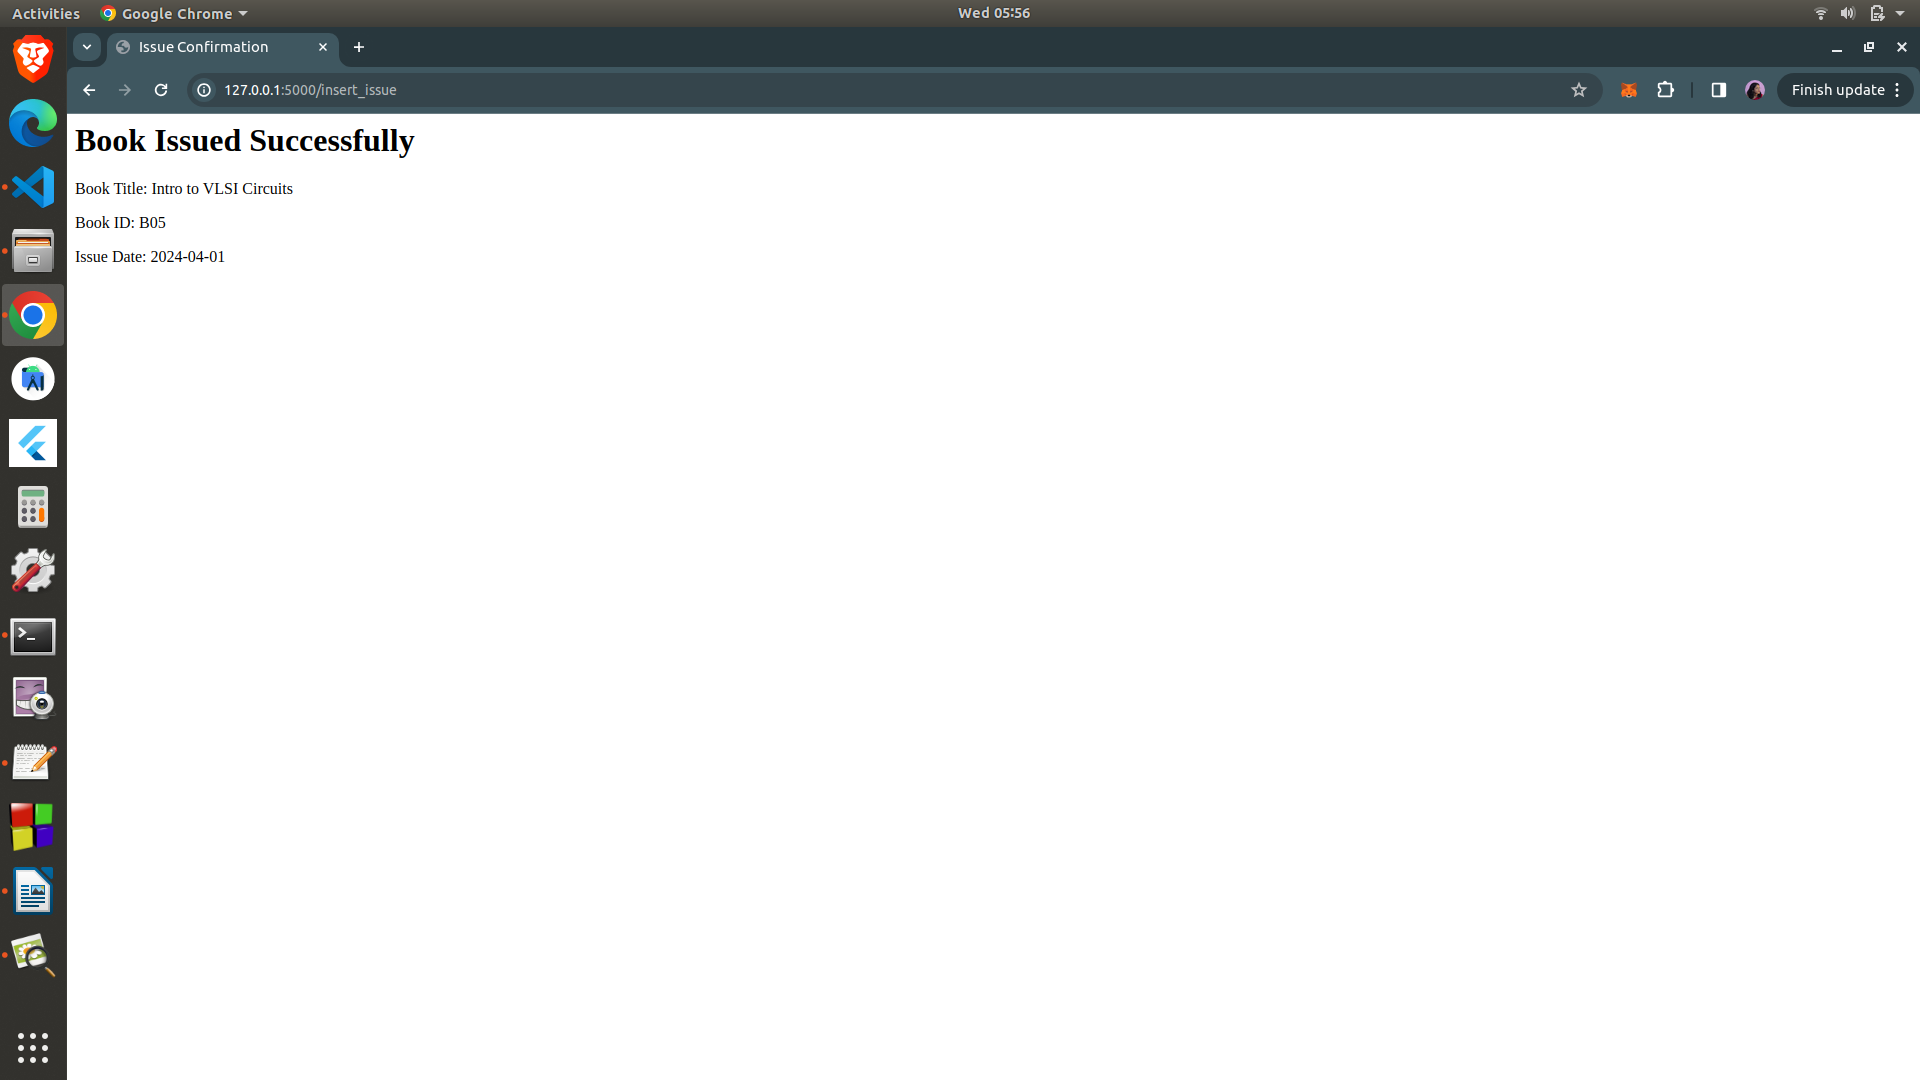 Activities
Google Chrome
Wed 05:56
Issue Confirmation
127.0.0.1:5000/insert_issue
Finish update
Book Issued Successfully
Book Title: Intro to VLSI Circuits
Book ID: B05
Issue Date: 2024-04-01